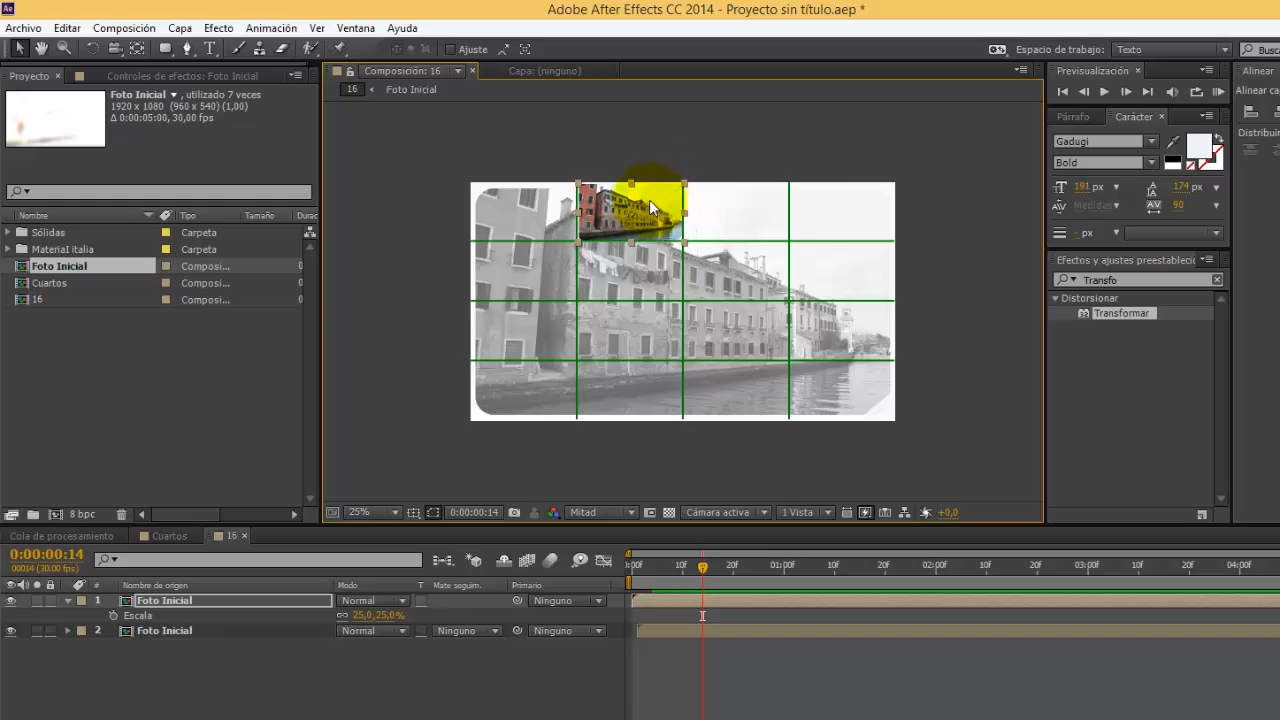 Adobe After Effects CC 2014 - Proyecto sin título.aep *
Archivo Editar Composición Capa Efecto Animación Ver Ventana Ayuda
Ajuste Espacio de trabajo: Texto Busca
Proyecto × Controles de efectos: Foto Inicial
Composición: 16 × Capa: (ninguno)
Previsualización × Alinear
16 Foto Inicial
Foto Inicial , utilizado 7 veces
1920 x 1080 (960 x 540) (1,00)
Δ 0:00:05:00, 30,00 fps
Alinear ca
Párrafo Carácter × Distribuir
Gadugi
Bold
191 px 174 px
Medidas 90
- px
Nombre Tipo Tamaño Durac
Sólidas Carpeta
Material italia Carpeta
Foto Inicial Composi... 0
Cuartos Composi... 0
16 Composi... 0
Efectos y ajustes preestableci
Transfo ×
Distorsionar
Transformar
8 bpc
25% 0:00:00:14 Mitad Cámara activa 1 Vista +0,0
Cola de procesamiento Cuartos 16 ×
0:00:00:14
00014 (30.00 fps)
0:00f 10f 20f 01:00f 10f 20f 02:00f 10f 20f 03:00f 10f 20f 04:00f
# Nombre de origen Modo T Mate seguim. Primario
1 Foto Inicial Normal Ninguno
Escala 25,0,25,0%
2 Foto Inicial Normal Ninguno Ninguno